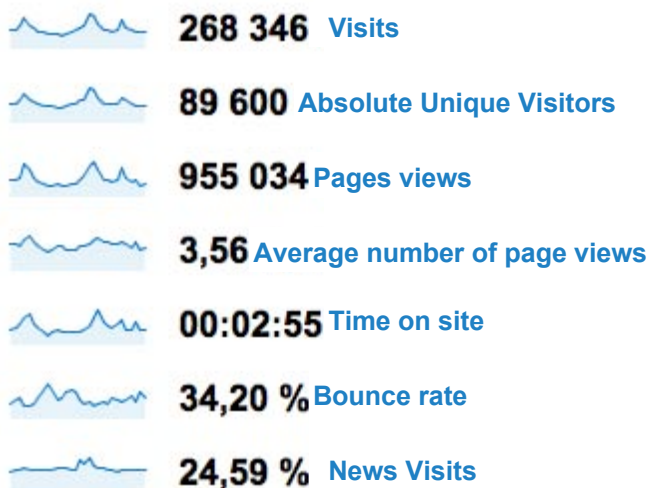 268 346 Visits
89 600 Absolute Unique Visitors
955 034 Pages views
3,56 Average number of page views
00:02:55 Time on site
34,20 % Bounce rate
24,59 % News Visits